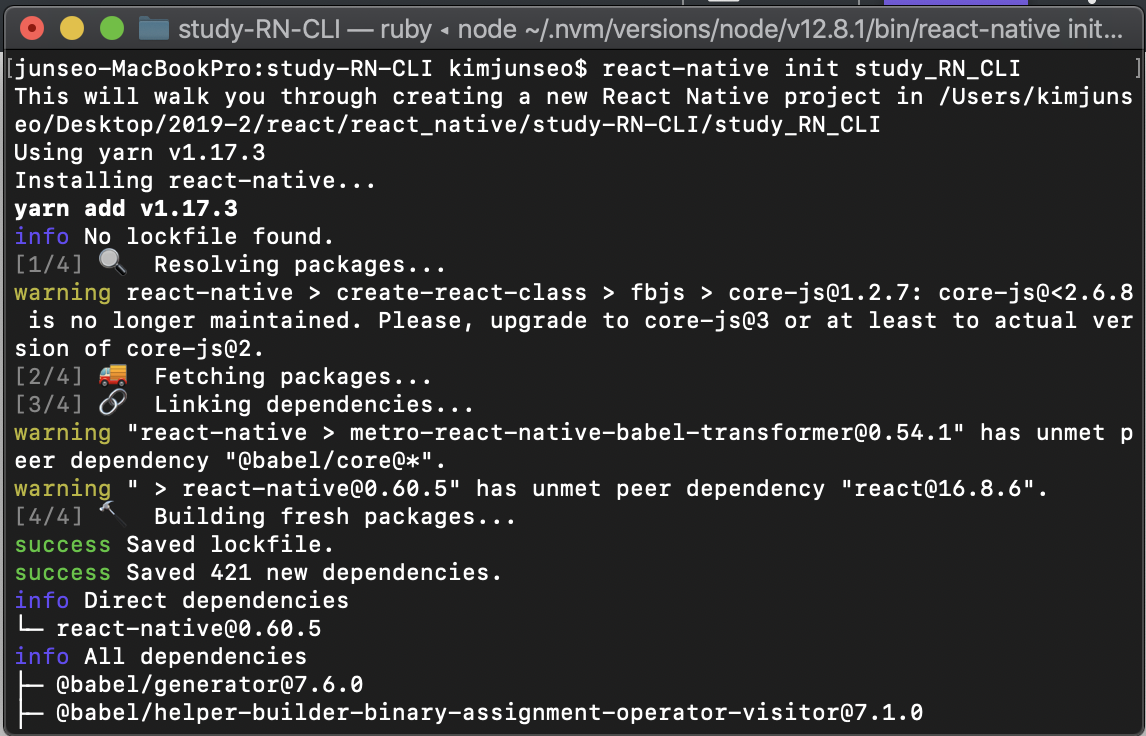 study-RN-CLI — ruby ◂ node ~/.nvm/versions/node/v12.8.1/bin/react-native init...
[junseo-MacBookPro:study-RN-CLI kimjunseo$ react-native init study_RN_CLI ]
This will walk you through creating a new React Native project in /Users/kimjuns
eo/Desktop/2019-2/react/react_native/study-RN-CLI/study_RN_CLI
Using yarn v1.17.3
Installing react-native...
yarn add v1.17.3
info No lockfile found.
[1/4] 🔍  Resolving packages...
warning react-native > create-react-class > fbjs > core-js@1.2.7: core-js@<2.6.8
 is no longer maintained. Please, upgrade to core-js@3 or at least to actual ver
sion of core-js@2.
[2/4] 🚚  Fetching packages...
[3/4] 🔗  Linking dependencies...
warning "react-native > metro-react-native-babel-transformer@0.54.1" has unmet p
eer dependency "@babel/core@*".
warning " > react-native@0.60.5" has unmet peer dependency "react@16.8.6".
[4/4] 🔨  Building fresh packages...
success Saved lockfile.
success Saved 421 new dependencies.
info Direct dependencies
└─ react-native@0.60.5
info All dependencies
├─ @babel/generator@7.6.0
├─ @babel/helper-builder-binary-assignment-operator-visitor@7.1.0